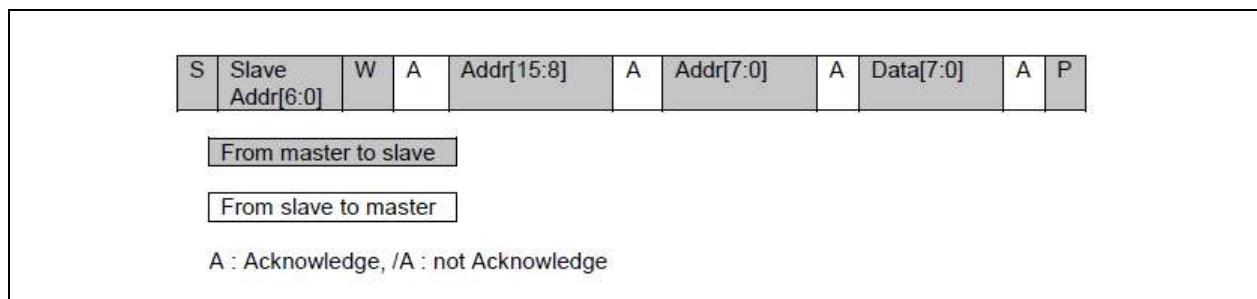 S Slave Addr[6:0] W A Addr[15:8] A Addr[7:0] A Data[7:0] A P
From master to slave
From slave to master
A : Acknowledge, /A : not Acknowledge